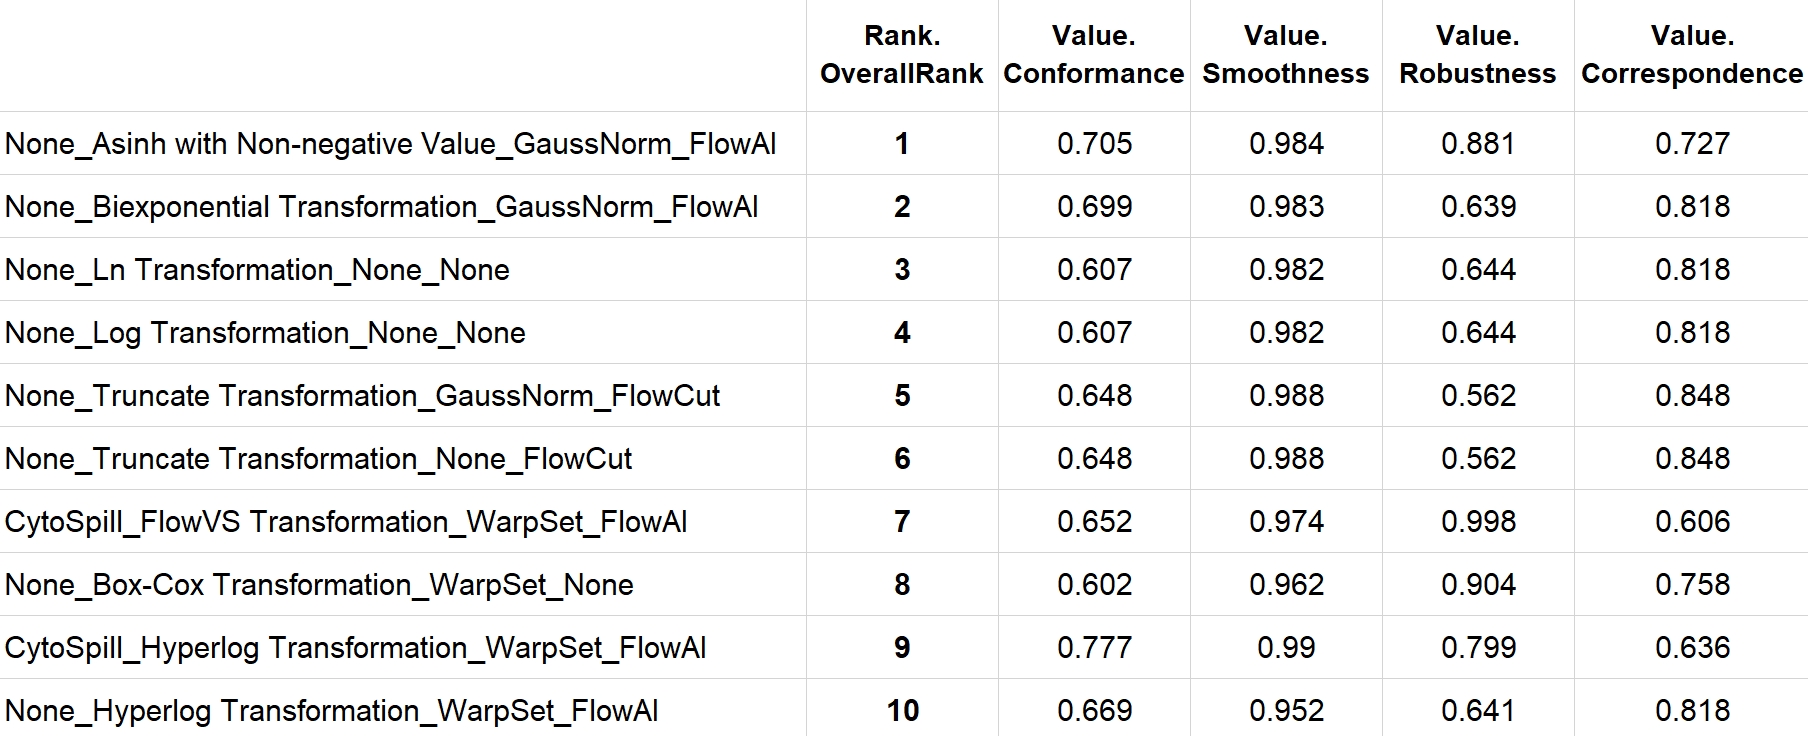 Rank. OverallRank Value. Conformance Value. Smoothness Value. Robustness Value. Correspondence
None_Asinh with Non-negative Value_GaussNorm_FlowAI 1 0.705 0.984 0.881 0.727
None_Biexponential Transformation_GaussNorm_FlowAI 2 0.699 0.983 0.639 0.818
None_Ln Transformation_None_None 3 0.607 0.982 0.644 0.818
None_Log Transformation_None_None 4 0.607 0.982 0.644 0.818
None_Truncate Transformation_GaussNorm_FlowCut 5 0.648 0.988 0.562 0.848
None_Truncate Transformation_None_FlowCut 6 0.648 0.988 0.562 0.848
CytoSpill_FlowVS Transformation_WarpSet_FlowAI 7 0.652 0.974 0.998 0.606
None_Box-Cox Transformation_WarpSet_None 8 0.602 0.962 0.904 0.758
CytoSpill_Hyperlog Transformation_WarpSet_FlowAI 9 0.777 0.99 0.799 0.636
None_Hyperlog Transformation_WarpSet_FlowAI 10 0.669 0.952 0.641 0.818